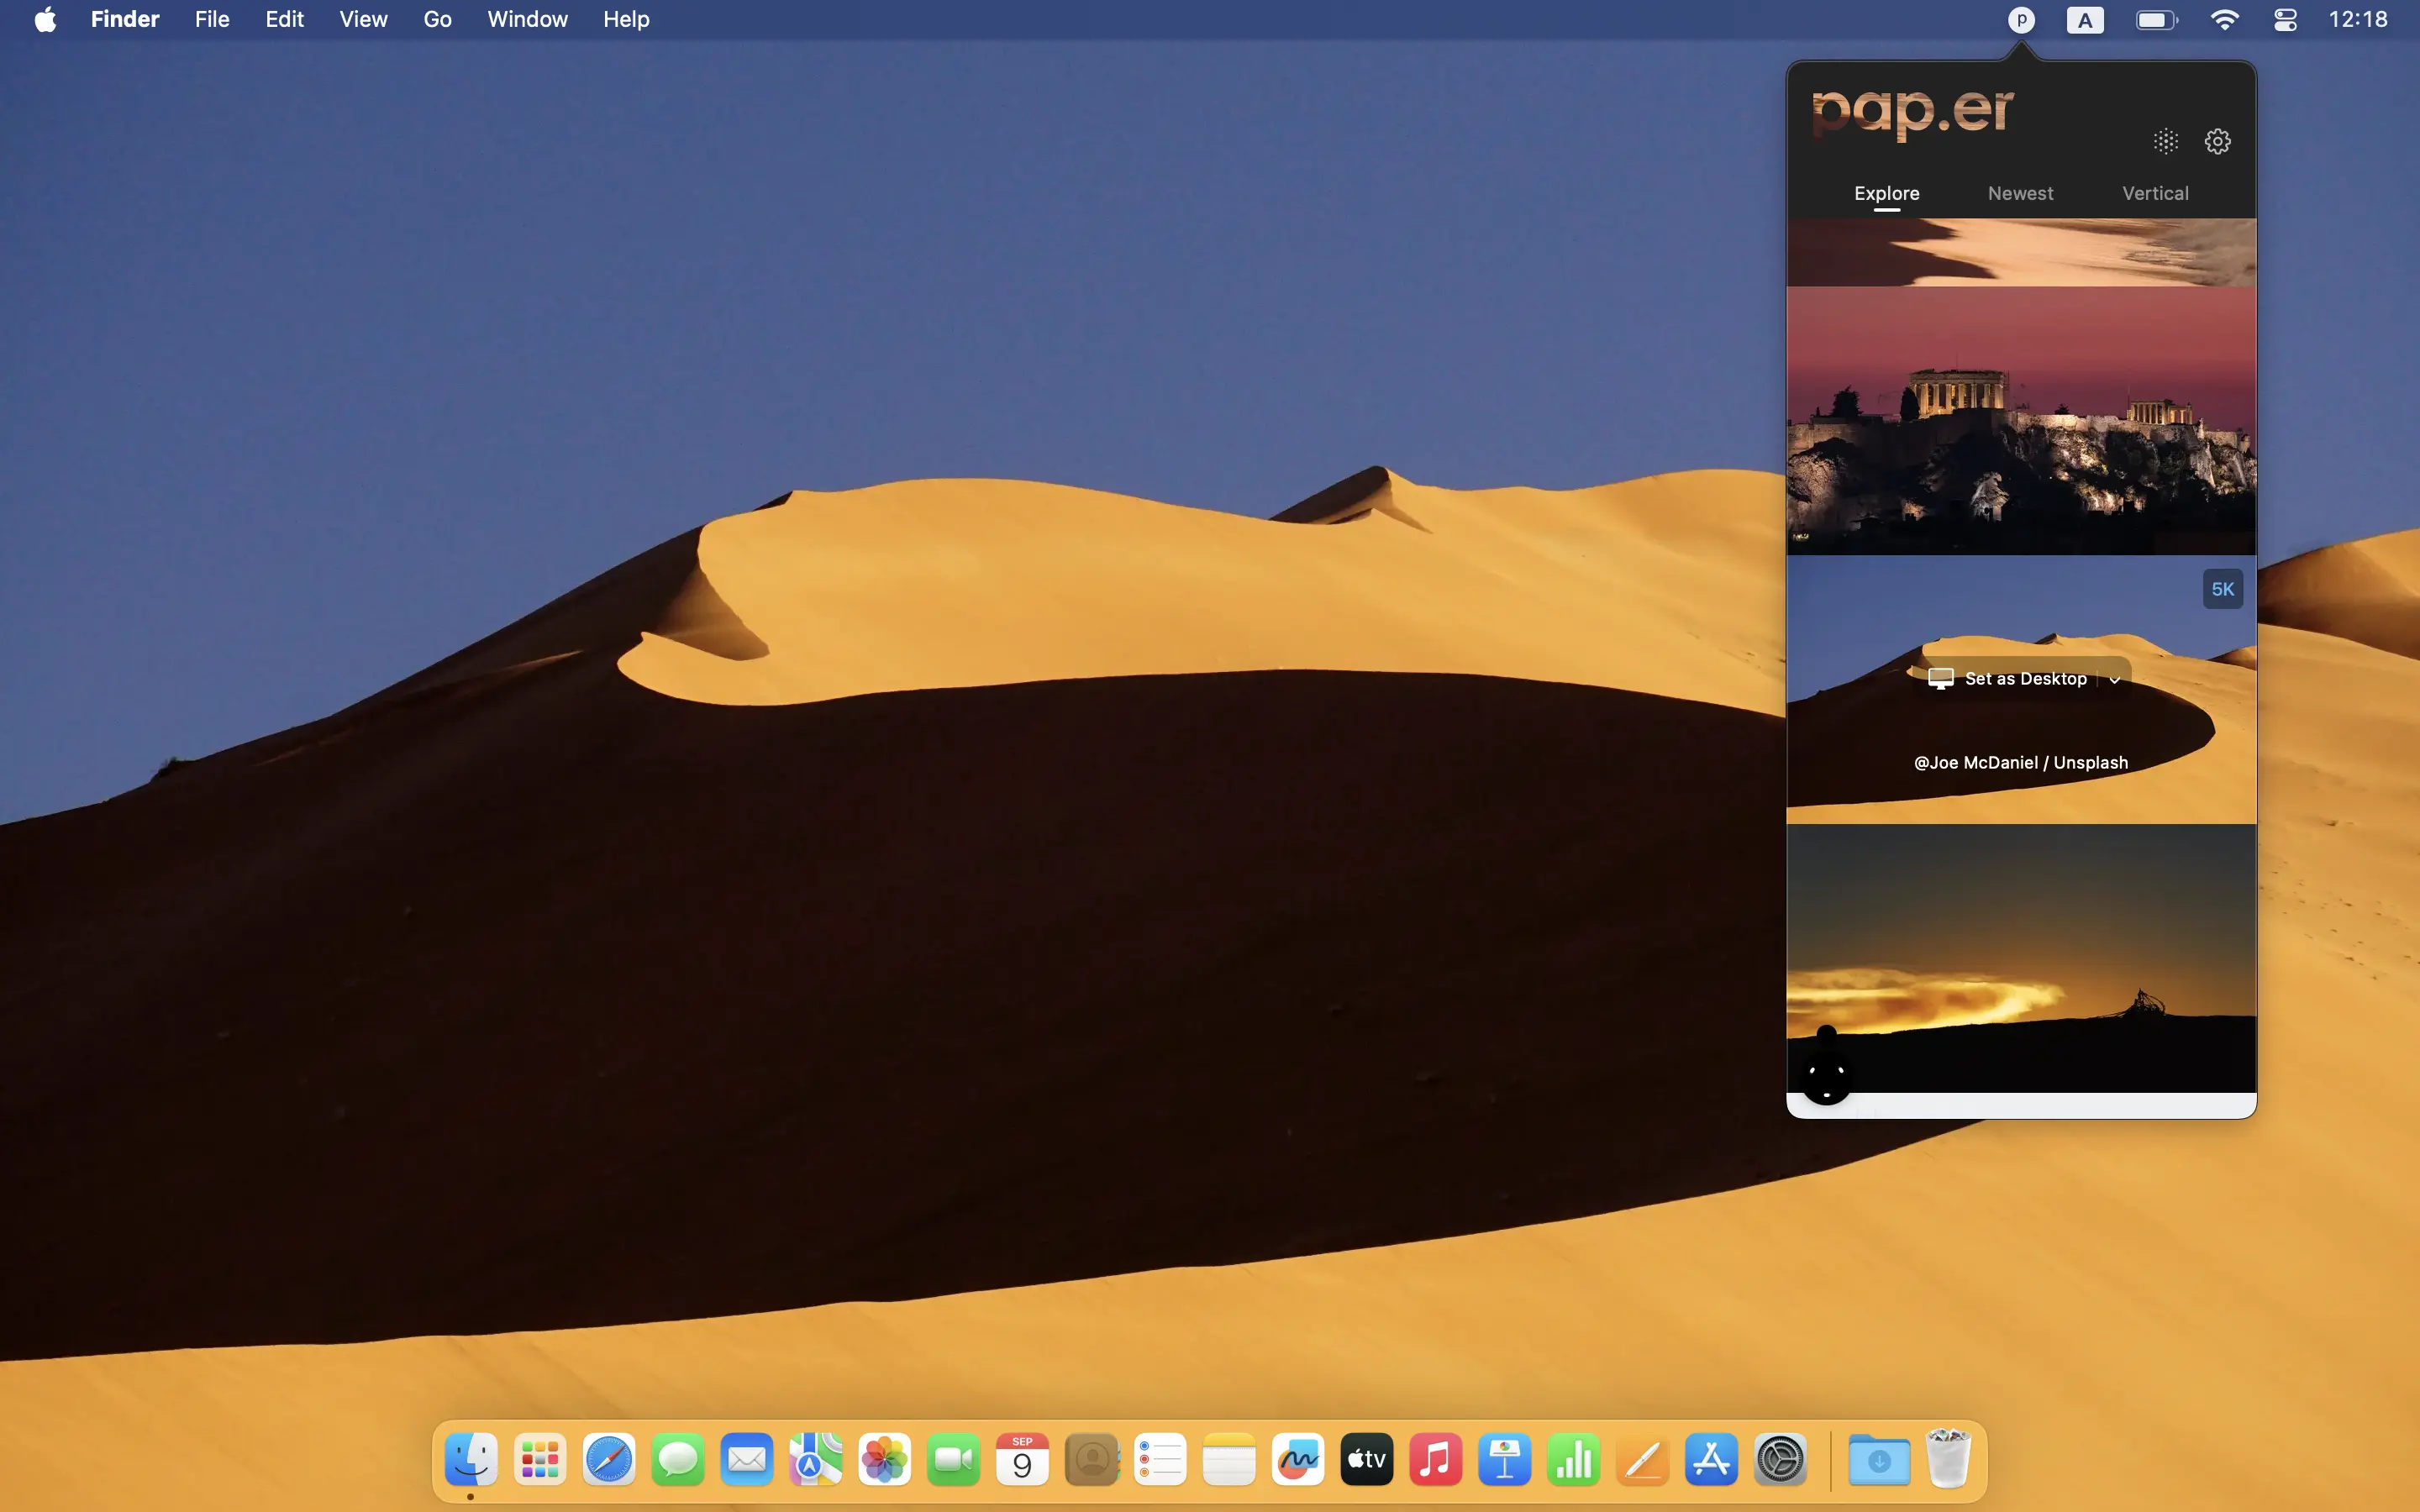 Finder File Edit View Go Window Help
p A 12:18
pap.er
Explore Newest Vertical
5K
Set as Desktop
@Joe McDaniel / Unsplash
SEP
9
tv